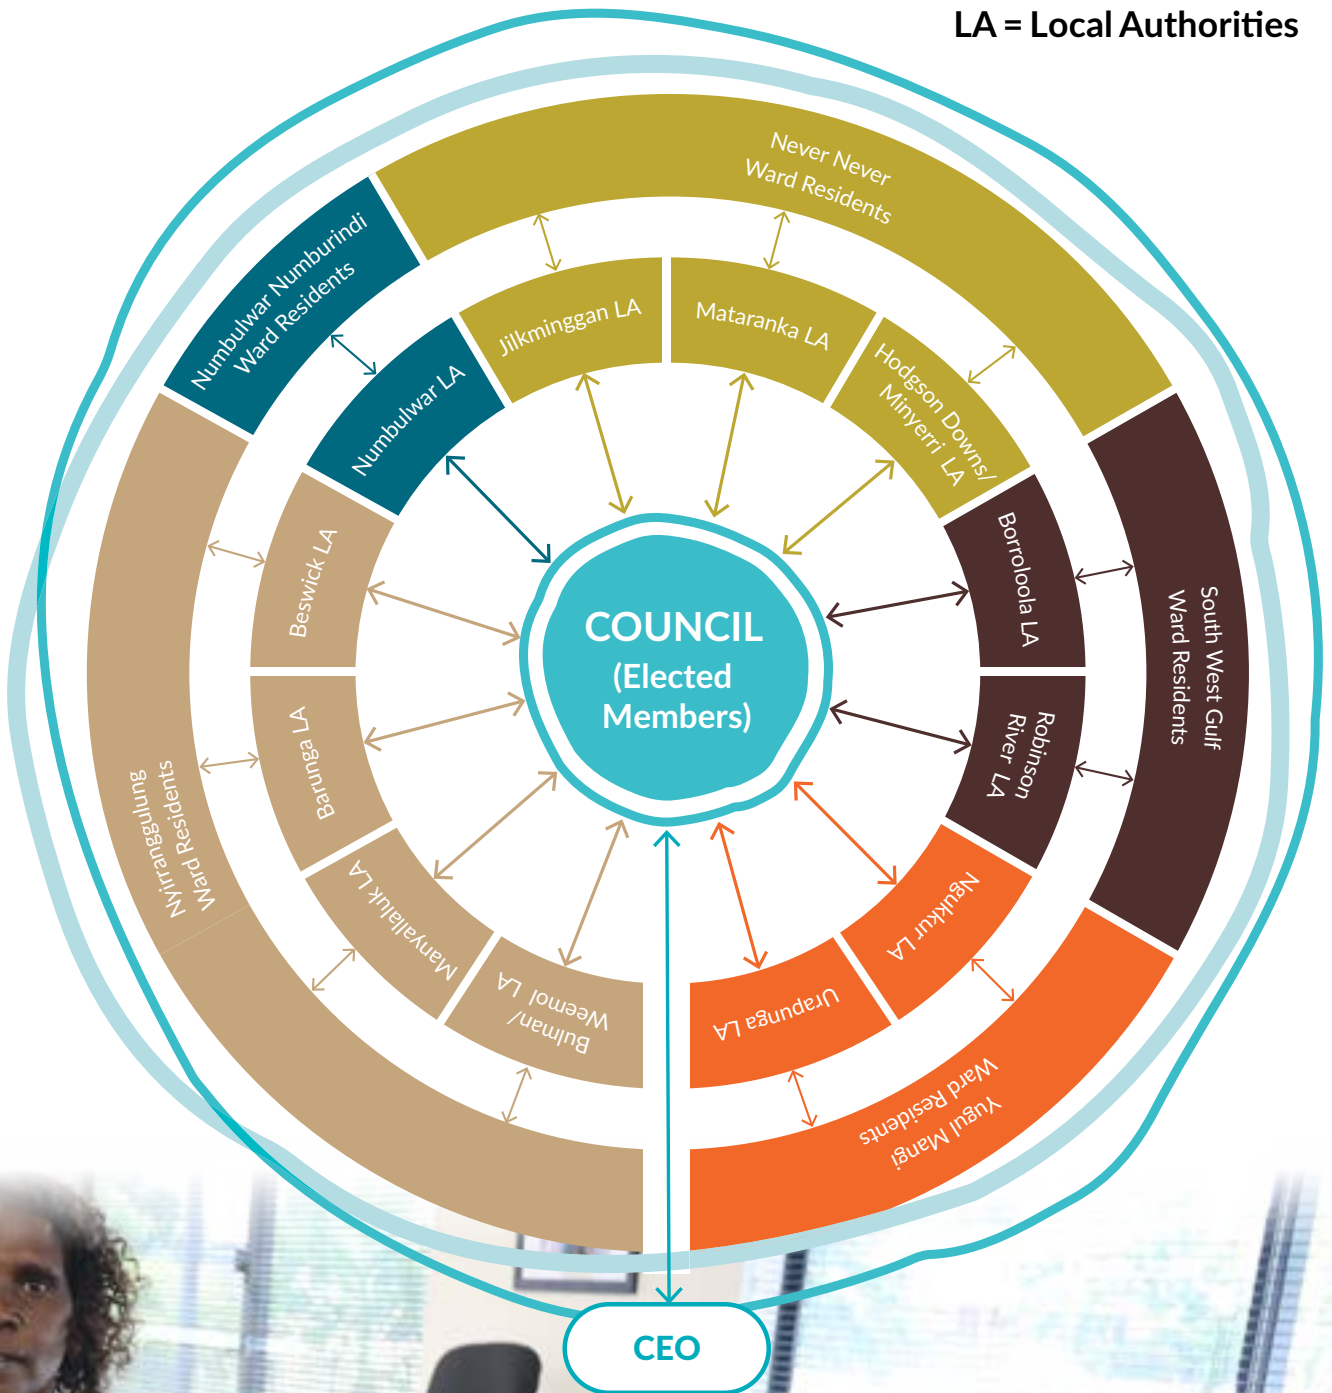 LA = Local Authorities
Never Never
Ward Residents
Numbulwar Numburindi
Ward Residents
Jilkminggan LA
Mataranka LA
Hodgson Downs/
Minyerri LA
Numbulwar LA
Borroloola LA
South West Gulf
Ward Residents
Beswick LA
COUNCIL
(Elected
Members)
Robinson
River LA
Barunga LA
Nyirranggulung
Ward Residents
Manyallaluk LA
Ngukkur LA
Bulman/
Weemol LA
Urapunga LA
Yugul Mangi
Ward Residents
CEO